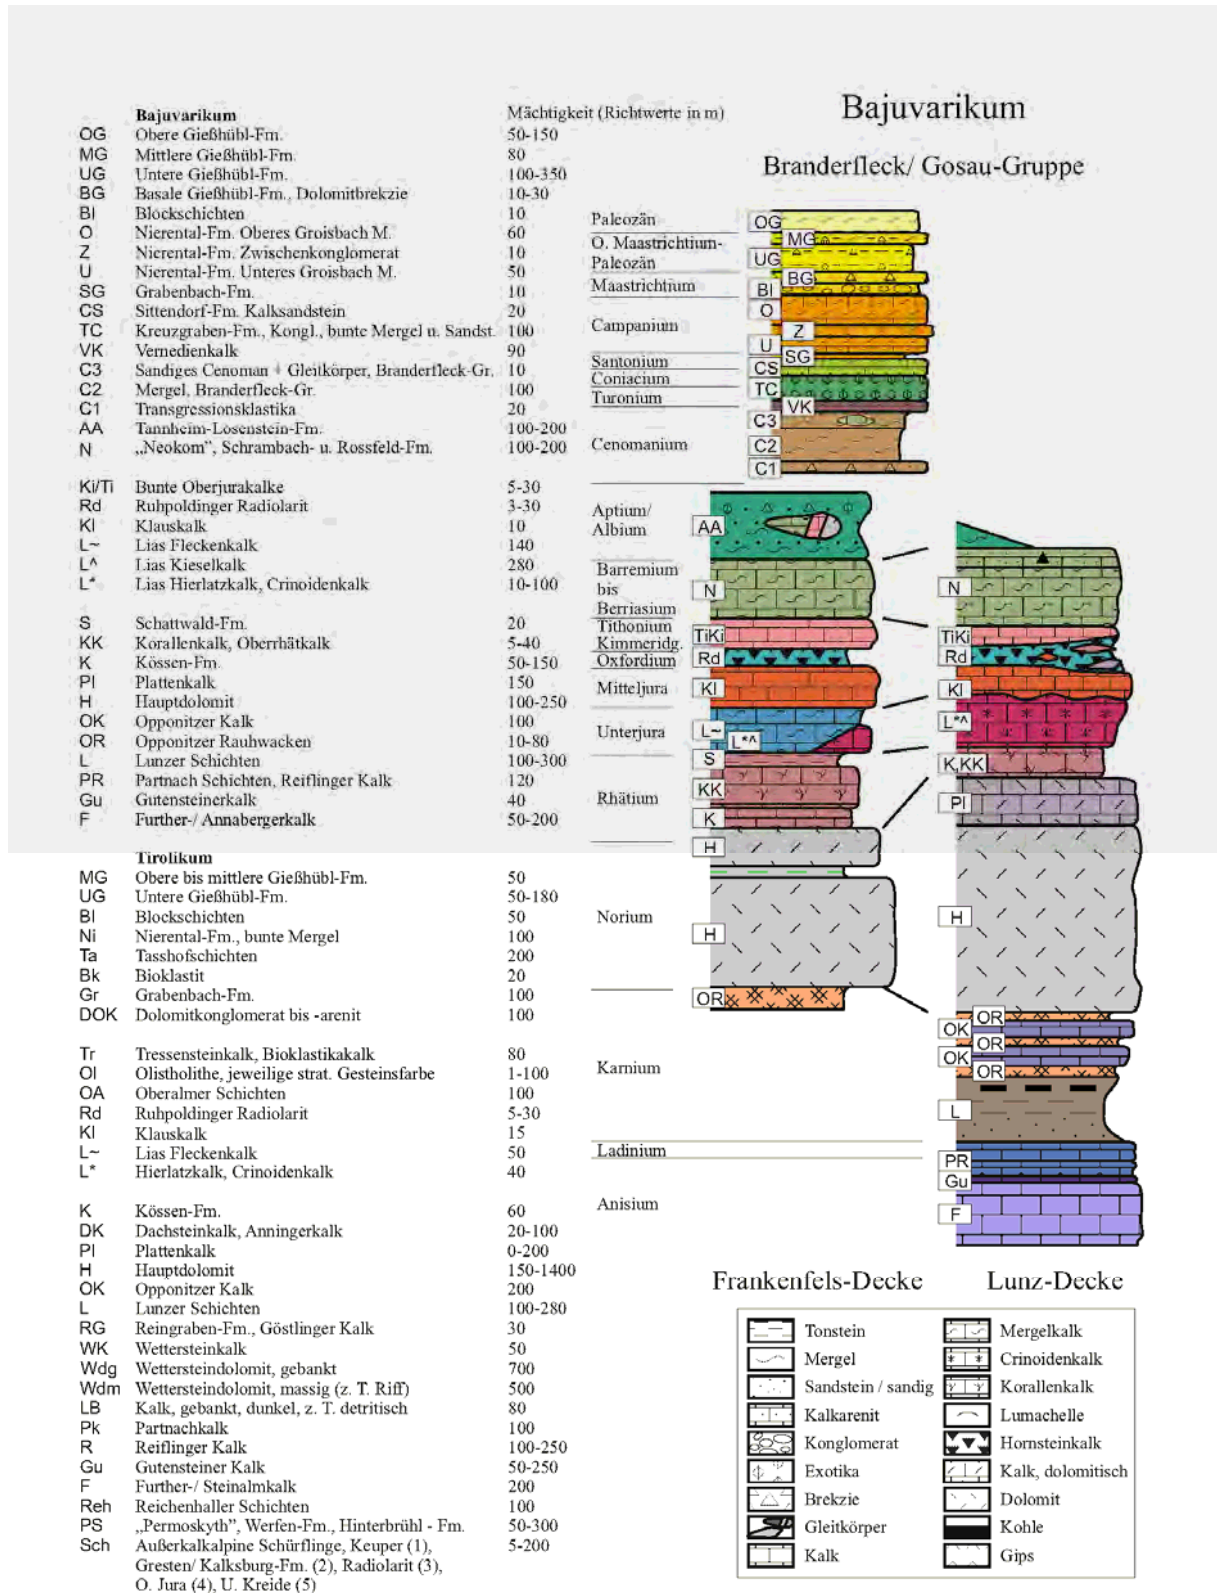 Bajuvarikum Mächtigkeit (Richtwerte in m)
OG Obere Gießhübl-Fm. 50-150
MG Mittlere Gießhübl-Fm. 80
UG Untere Gießhübl-Fm. 100-350
BG Basale Gießhübl-Fm., Dolomitbrekzie 10-30
Bl Blockschichten 10
O Nierental-Fm. Oberes Groisbach M. 60
Z Nierental-Fm. Zwischenkonglomerat 10
U Nierental-Fm. Unteres Groisbach M. 50
SG Grabenbach-Fm. 10
CS Sittendorf-Fm. Kalksandstein 20
TC Kreuzgraben-Fm., Kongl., bunte Mergel u. Sandst. 100
VK Vernedienkalk 90
C3 Sandiges Cenoman + Gleitkörper, Branderfleck-Gr. 10
C2 Mergel, Branderfleck-Gr. 100
C1 Transgressionsklastika 20
AA Tannheim-Losenstein-Fm. 100-200
N „Neokom”, Schrambach- u. Rossfeld-Fm. 100-200
Ki/Ti Bunte Oberjurakalke 5-30
Rd Ruhpoldinger Radiolarit 3-30
Kl Klauskalk 10
L~ Lias Fleckenkalk 140
L^ Lias Kieselkalk 280
L* Lias Hierlatzkalk, Crinoidenkalk 10-100
S Schattwald-Fm. 20
KK Korallenkalk, Oberrhätkalk 5-40
K Kössen-Fm. 50-150
Pl Plattenkalk 150
H Hauptdolomit 100-250
OK Opponitzer Kalk 100
OR Opponitzer Rauhwacken 10-80
L Lunzer Schichten 100-300
PR Partnach Schichten, Reiflinger Kalk 120
Gu Gutensteinerkalk 40
F Further-/ Annabergerkalk 50-200
Tirolikum
MG Obere bis mittlere Gießhübl-Fm. 50
UG Untere Gießhübl-Fm. 50-180
Bl Blockschichten 50
Ni Nierental-Fm., bunte Mergel 100
Ta Tasshofschichten 200
Bk Bioklastit 20
Gr Grabenbach-Fm. 100
DOK Dolomitkonglomerat bis -arenit 100
Tr Tressensteinkalk, Bioklastikakalk 80
Ol Olistholithe, jeweilige strat. Gesteinsfarbe 1-100
OA Oberalmer Schichten 100
Rd Ruhpoldinger Radiolarit 5-30
Kl Klauskalk 15
L~ Lias Fleckenkalk 50
L* Hierlatzkalk, Crinoidenkalk 40
K Kössen-Fm. 60
DK Dachsteinkalk, Anningerkalk 20-100
Pl Plattenkalk 0-200
H Hauptdolomit 150-1400
OK Opponitzer Kalk 200
L Lunzer Schichten 100-280
RG Reingraben-Fm., Göstlinger Kalk 30
WK Wettersteinkalk 50
Wdg Wettersteindolomit, gebankt 700
Wdm Wettersteindolomit, massig (z. T. Riff) 500
LB Kalk, gebankt, dunkel, z. T. detritisch 80
Pk Partnachkalk 100
R Reiflinger Kalk 100-250
Gu Gutensteiner Kalk 50-250
F Further-/ Steinalmkalk 200
Reh Reichenhaller Schichten 100
PS „Permoskyth”, Werfen-Fm., Hinterbrühl - Fm. 50-300
Sch Außerkalkalpine Schürflinge, Keuper (1), 5-200
Gresten/ Kalksburg-Fm. (2), Radiolarit (3),
O. Jura (4), U. Kreide (5)
Bajuvarikum
Branderfleck/ Gosau-Gruppe
Paleozän
O. Maastrichtium-
Paleozän
Maastrichtium
Campanium
Santonium
Coniacium
Turonium
Cenomanium
Aptium/
Albium
Barremium
bis
Berriasium
Tithonium
Kimmeridg.
Oxfordium
Mitteljura
Unterjura
Rhätium
Norium
Karnium
Ladinium
Anisium
OG
MG
UG
BG
Bl
O
Z
U
SG
CS
TC
VK
C3
C2
C1
AA
N
TiKi
Rd
Kl
L~
L*^
S
KK
K
H
H
OR
N
TiKi
Rd
Kl
L*^
K,KK
Pl
H
OR
OK
OR
OK
OR
L
PR
Gu
F
Frankenfels-Decke Lunz-Decke
Tonstein Mergelkalk
Mergel Crinoidenkalk
Sandstein / sandig Korallenkalk
Kalkarenit Lumachelle
Konglomerat Hornsteinkalk
Exotika Kalk, dolomitisch
Brekzie Dolomit
Gleitkörper Kohle
Kalk Gips